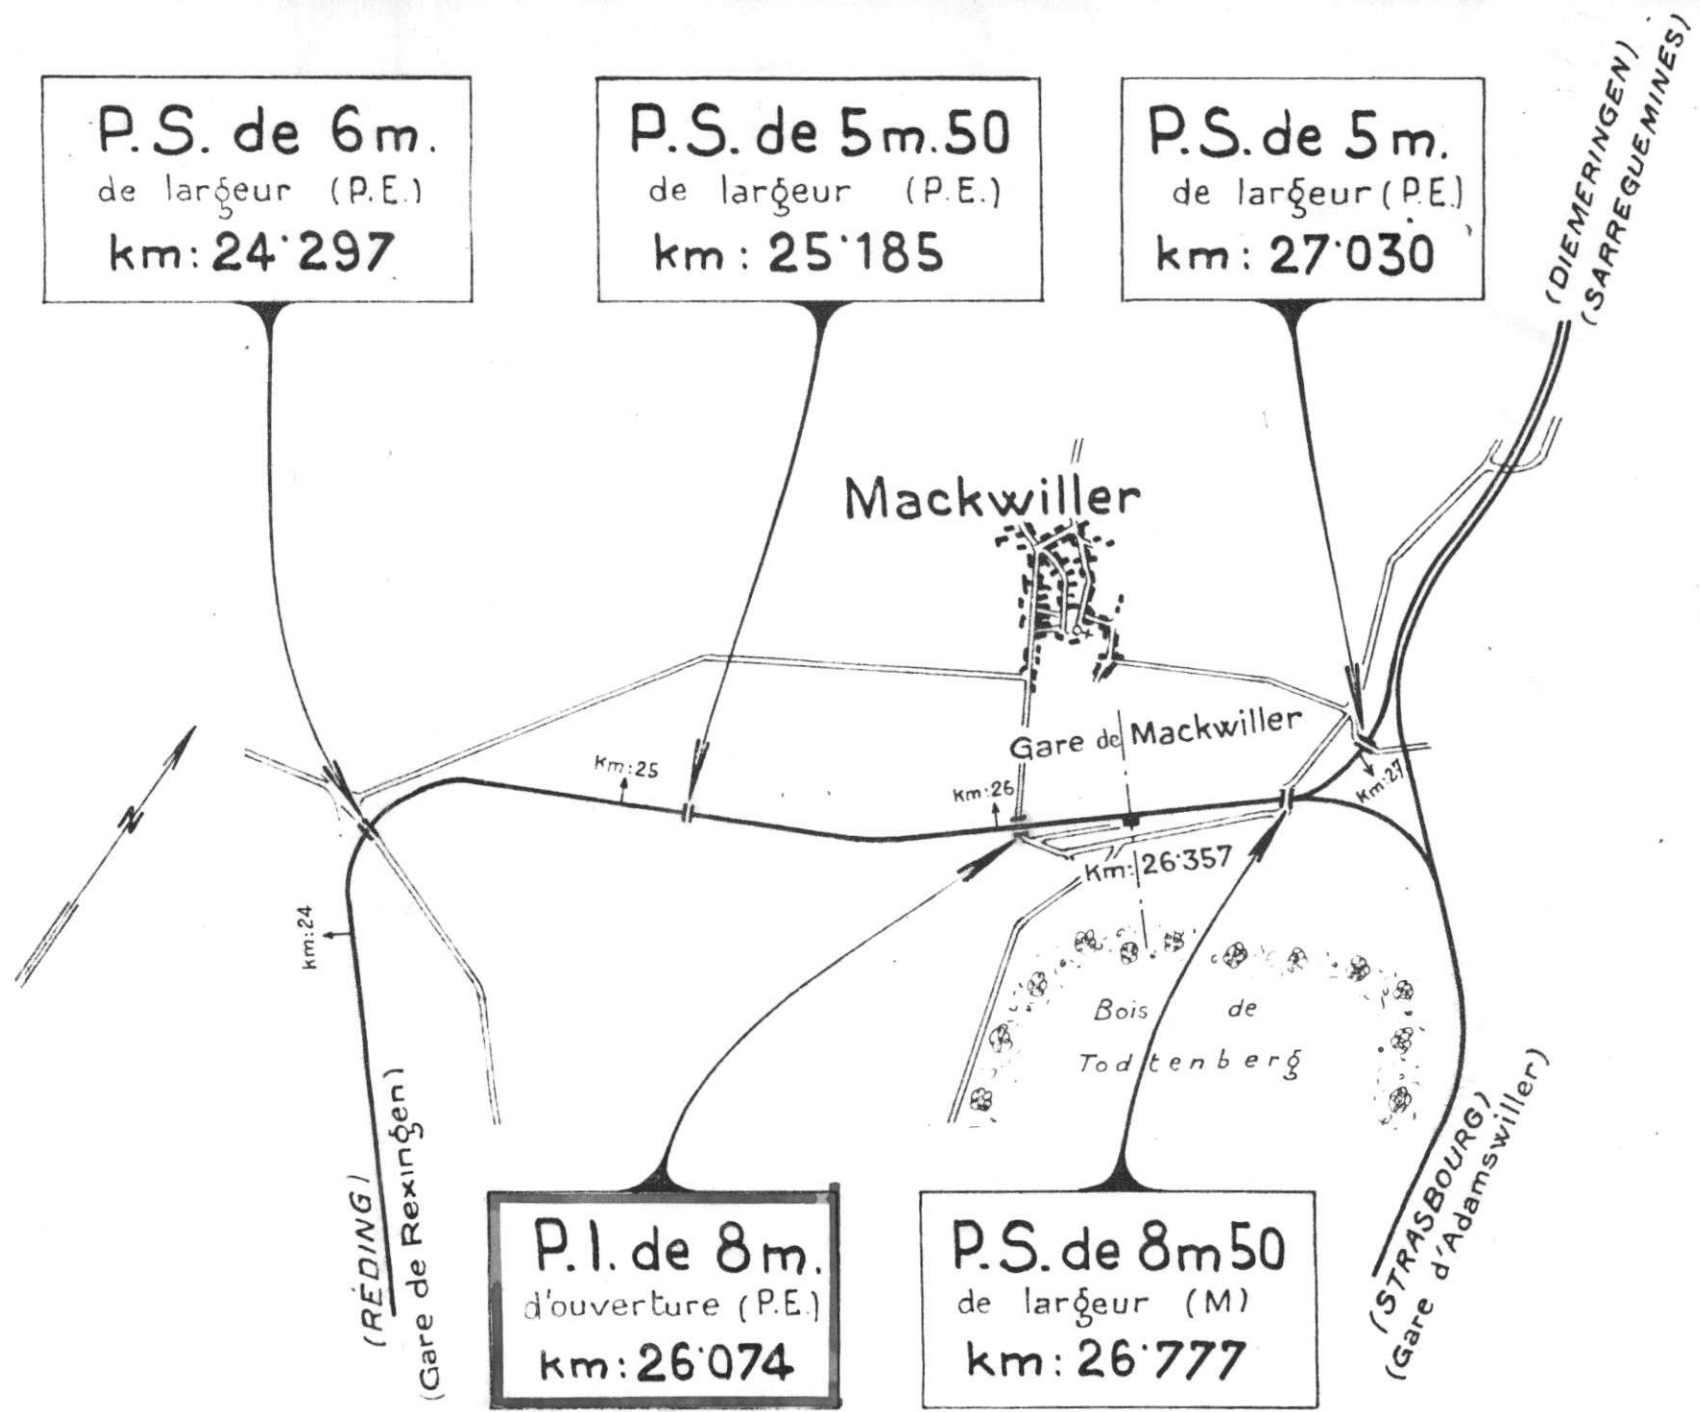 P.S. de 6m.
de largeur (P.E.)
km: 24·297
P.S. de 5m.50
de largeur (P.E.)
km: 25·185
P.S. de 5m.
de largeur (P.E.)
km: 27·030
(DIEMERINGEN)
(SARREGUEMINES)
Mackwiller
Gare de Mackwiller
km:25
km:26
km:27
Km: 26·357
N
km:24
Bois de
Todtenberg
(RÉDING)
(Gare de Rexingen)
P.I. de 8m.
d'ouverture (P.E.)
km: 26·074
P.S. de 8m50
de largeur (M)
km: 26·777
(STRASBOURG)
(Gare d'Adamswiller)